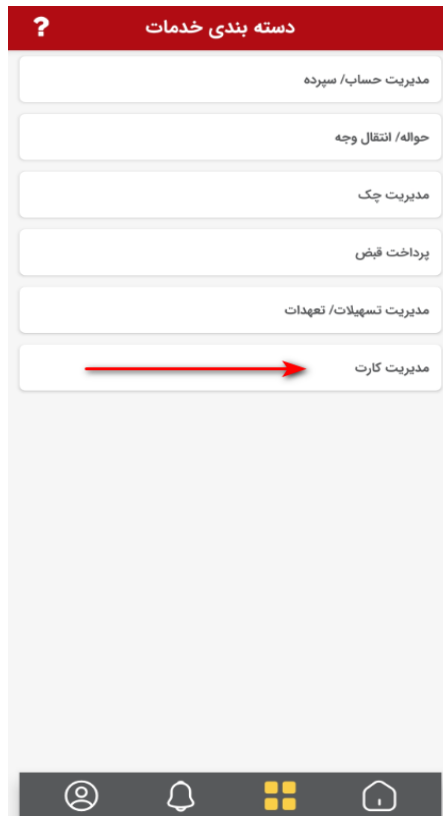 دسته بندی خدمات ?
مدیریت حساب/ سپرده
حواله/ انتقال وجه
مدیریت چک
پرداخت قبض
مدیریت تسهیلات/ تعهدات
مدیریت کارت